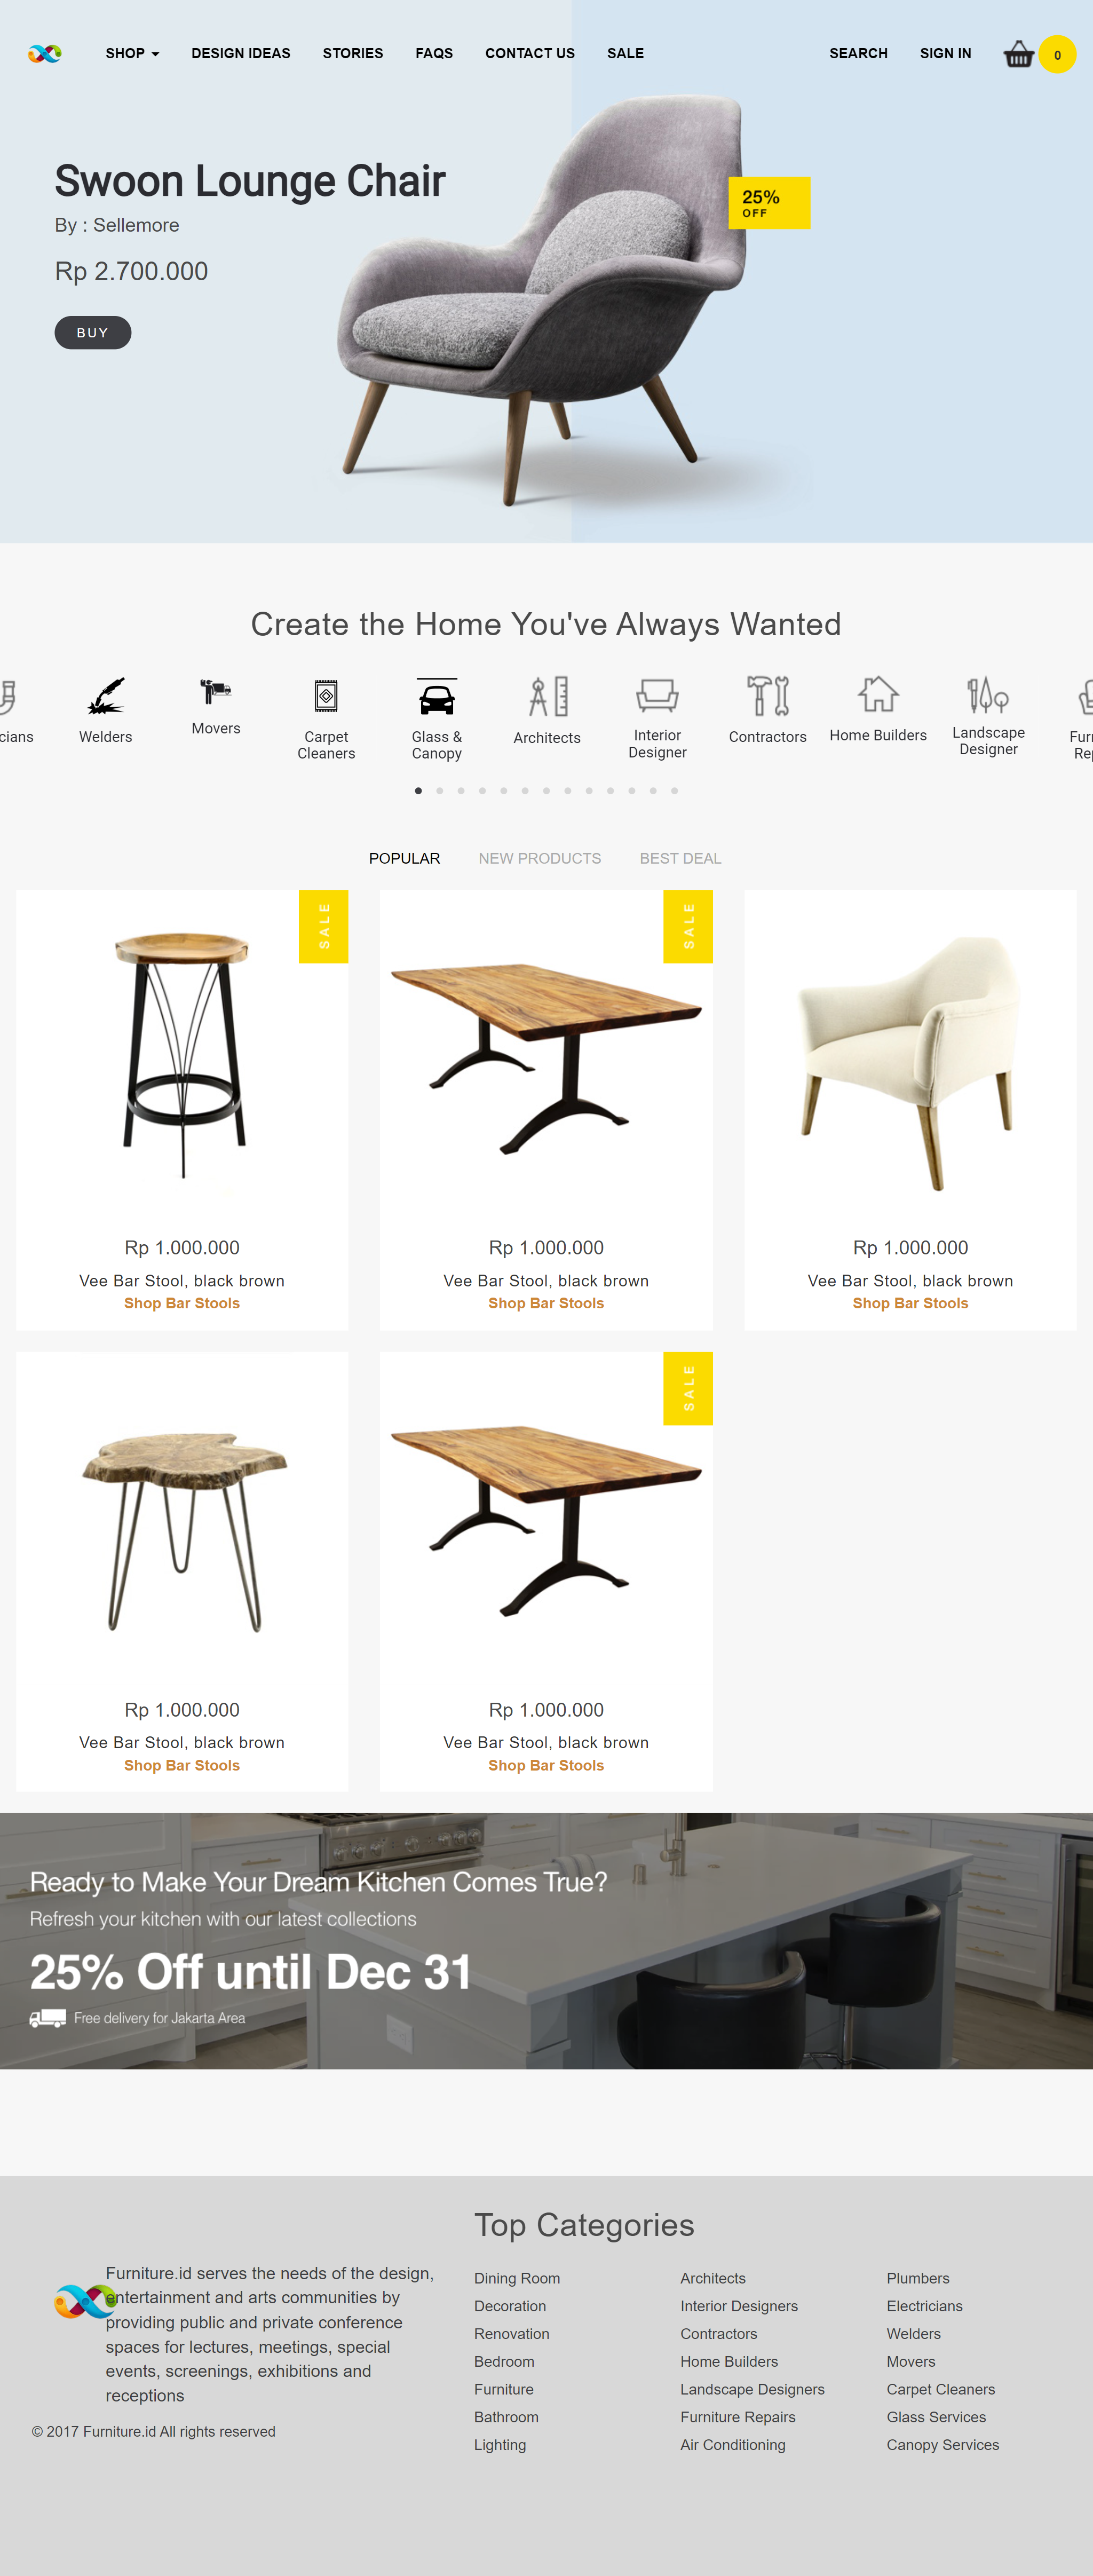 SHOP DESIGN IDEAS STORIES FAQS CONTACT US SALE SEARCH SIGN IN 0
Swoon Lounge Chair
By : Sellemore
Rp 2.700.000
BUY
25%
OFF
Create the Home You've Always Wanted
cians
Welders
Movers
Carpet
Cleaners
Glass &
Canopy
Architects
Interior
Designer
Contractors
Home Builders
Landscape
Designer
Furn
Rep
POPULAR NEW PRODUCTS BEST DEAL
SALE
Rp 1.000.000
Vee Bar Stool, black brown
Shop Bar Stools
SALE
Rp 1.000.000
Vee Bar Stool, black brown
Shop Bar Stools
Rp 1.000.000
Vee Bar Stool, black brown
Shop Bar Stools
Rp 1.000.000
Vee Bar Stool, black brown
Shop Bar Stools
SALE
Rp 1.000.000
Vee Bar Stool, black brown
Shop Bar Stools
Ready to Make Your Dream Kitchen Comes True?
Refresh your kitchen with our latest collections
25% Off until Dec 31
Free delivery for Jakarta Area
Furniture.id serves the needs of the design,
entertainment and arts communities by
providing public and private conference
spaces for lectures, meetings, special
events, screenings, exhibitions and
receptions
© 2017 Furniture.id All rights reserved
Top Categories
Dining Room
Decoration
Renovation
Bedroom
Furniture
Bathroom
Lighting
Architects
Interior Designers
Contractors
Home Builders
Landscape Designers
Furniture Repairs
Air Conditioning
Plumbers
Electricians
Welders
Movers
Carpet Cleaners
Glass Services
Canopy Services